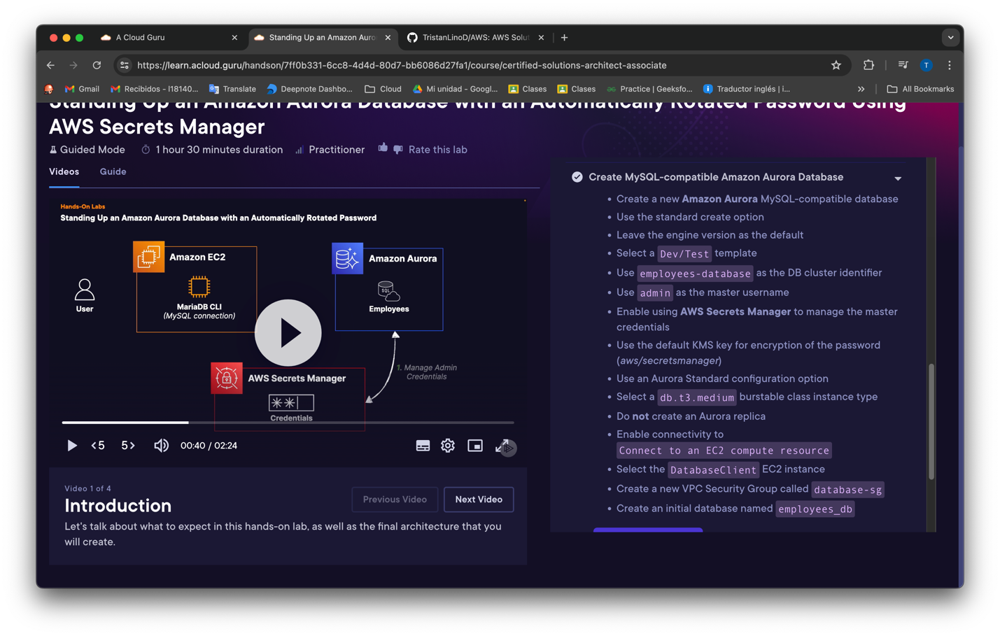 A Cloud Guru
Standing Up an Amazon Auro
TristanLinoD/AWS: AWS Solut
https://learn.acloud.guru/handson/7ff0b331-6cc8-4d4d-80d7-bb6086d27fa1/course/certified-solutions-architect-associate
T
Gmail
Recibidos - l18140...
Translate
Deepnote Dashbo...
Cloud
Mi unidad - Googl...
Clases
Clases
Practice | Geeksfo...
Traductor inglés | i...
All Bookmarks
Standing Up an Amazon Aurora Database with an Automatically Rotated Password Using
AWS Secrets Manager
Guided Mode
1 hour 30 minutes duration
Practitioner
Rate this lab
Videos
Guide
Hands-On Labs
Standing Up an Amazon Aurora Database with an Automatically Rotated Password
Amazon EC2
Amazon Aurora
User
MariaDB CLI
(MySQL connection)
SQL
Employees
1. Manage Admin
Credentials
AWS Secrets Manager
**|
Credentials
<5
5>
00:40 / 02:24
Video 1 of 4
Introduction
Previous Video
Next Video
Let's talk about what to expect in this hands-on lab, as well as the final architecture that you
will create.
Create MySQL-compatible Amazon Aurora Database
• Create a new Amazon Aurora MySQL-compatible database
• Use the standard create option
• Leave the engine version as the default
• Select a Dev/Test template
• Use employees-database as the DB cluster identifier
• Use admin as the master username
• Enable using AWS Secrets Manager to manage the master
credentials
• Use the default KMS key for encryption of the password
(aws/secretsmanager)
• Use an Aurora Standard configuration option
• Select a db.t3.medium burstable class instance type
• Do not create an Aurora replica
• Enable connectivity to
Connect to an EC2 compute resource
• Select the DatabaseClient EC2 instance
• Create a new VPC Security Group called database-sg
• Create an initial database named employees_db